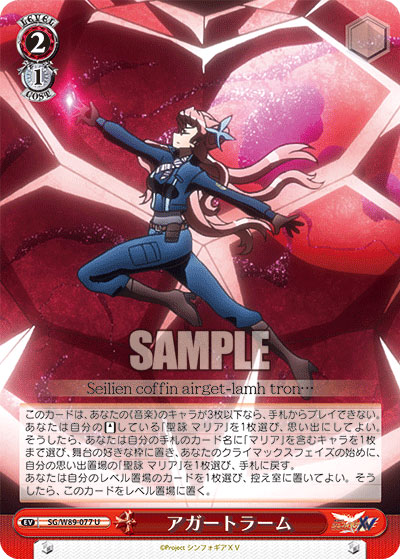 LEVEL
2
1
COST
SAMPLE
Seilien coffin airget-lamh tron…
このカードは、あなたの《音楽》のキャラが3枚以下なら、手札からプレイできない。
あなたは自分の している「聖詠 マリア」を1枚選び、思い出にしてよい。
そうしたら、あなたは自分の手札のカード名に「マリア」を含むキャラを1枚
まで選び、舞台の好きな枠に置き、あなたのクライマックスフェイズの始めに、
自分の思い出置場の「聖詠 マリア」を1枚選び、手札に戻す。
あなたは自分のレベル置場のカードを1枚選び、控え室に置いてよい。そう
したら、このカードをレベル置場に置く。
EV SG/W89-077 U アガートラーム XV
©Project シンフォギアXV